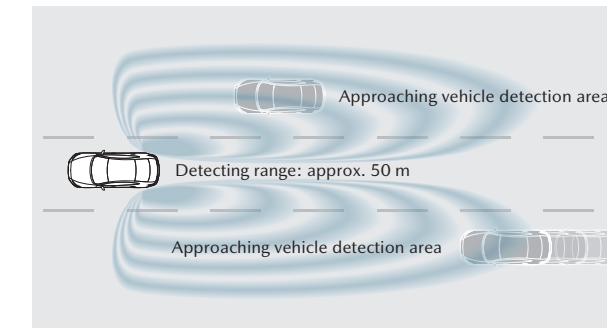 Approaching vehicle detection area
Detecting range: approx. 50 m
Approaching vehicle detection area